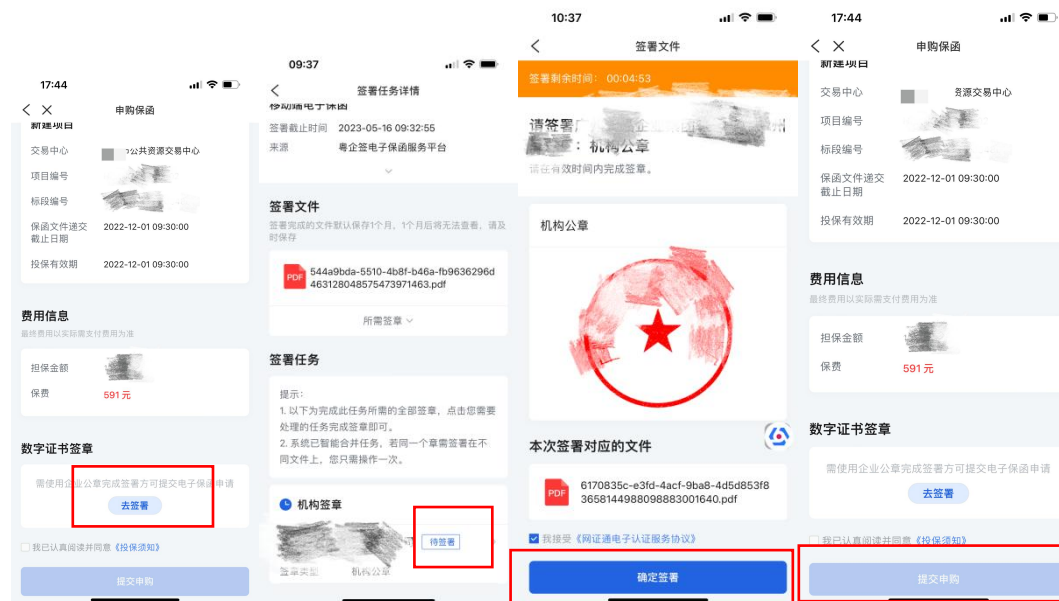 17:44
申购保函
新建项目
交易中心
公共资源交易中心
项目编号
标段编号
保函文件递交
截止日期
2022-12-01 09:30:00
投保有效期
2022-12-01 09:30:00
费用信息
最终费用以实际需支付费用为准
担保金额
保费
591 元
数字证书签章
需使用企业公章完成签署方可提交电子保函申请
去签署
我已认真阅读并同意《投保须知》
提交申购
09:37
签署任务详情
移动端电子保函
签署截止时间
2023-05-16 09:32:55
来源
粤企签电子保函服务平台
签署文件
签署完成的文件默认保存1个月，1个月后将无法查看，请及
时保存
PDF
544a9bda-5510-4b8f-b46a-fb9636296d
463128048575473971463.pdf
所需签章
签署任务
提示：
1. 以下为完成此任务所需的全部签章，点击您需要
处理的任务完成签章即可。
2. 系统已智能合并任务，若同一个章需签署在不
同文件上，您只需操作一次。
机构签章
待签署
签章类型
机构公章
10:37
签署文件
签署剩余时间： 00:04:53
请签署广
州
：机构公章
请在有效时间内完成签章。
机构公章
本次签署对应的文件
PDF
6170835c-e3fd-4acf-9ba8-4d5d853f8
3658144988098883001640.pdf
我接受《网证通电子认证服务协议》
确定签署
17:44
申购保函
新建项目
交易中心
资源交易中心
项目编号
标段编号
保函文件递交
截止日期
2022-12-01 09:30:00
投保有效期
2022-12-01 09:30:00
费用信息
最终费用以实际需支付费用为准
担保金额
保费
591 元
数字证书签章
需使用企业公章完成签署方可提交电子保函申请
去签署
我已认真阅读并同意《投保须知》
提交申购